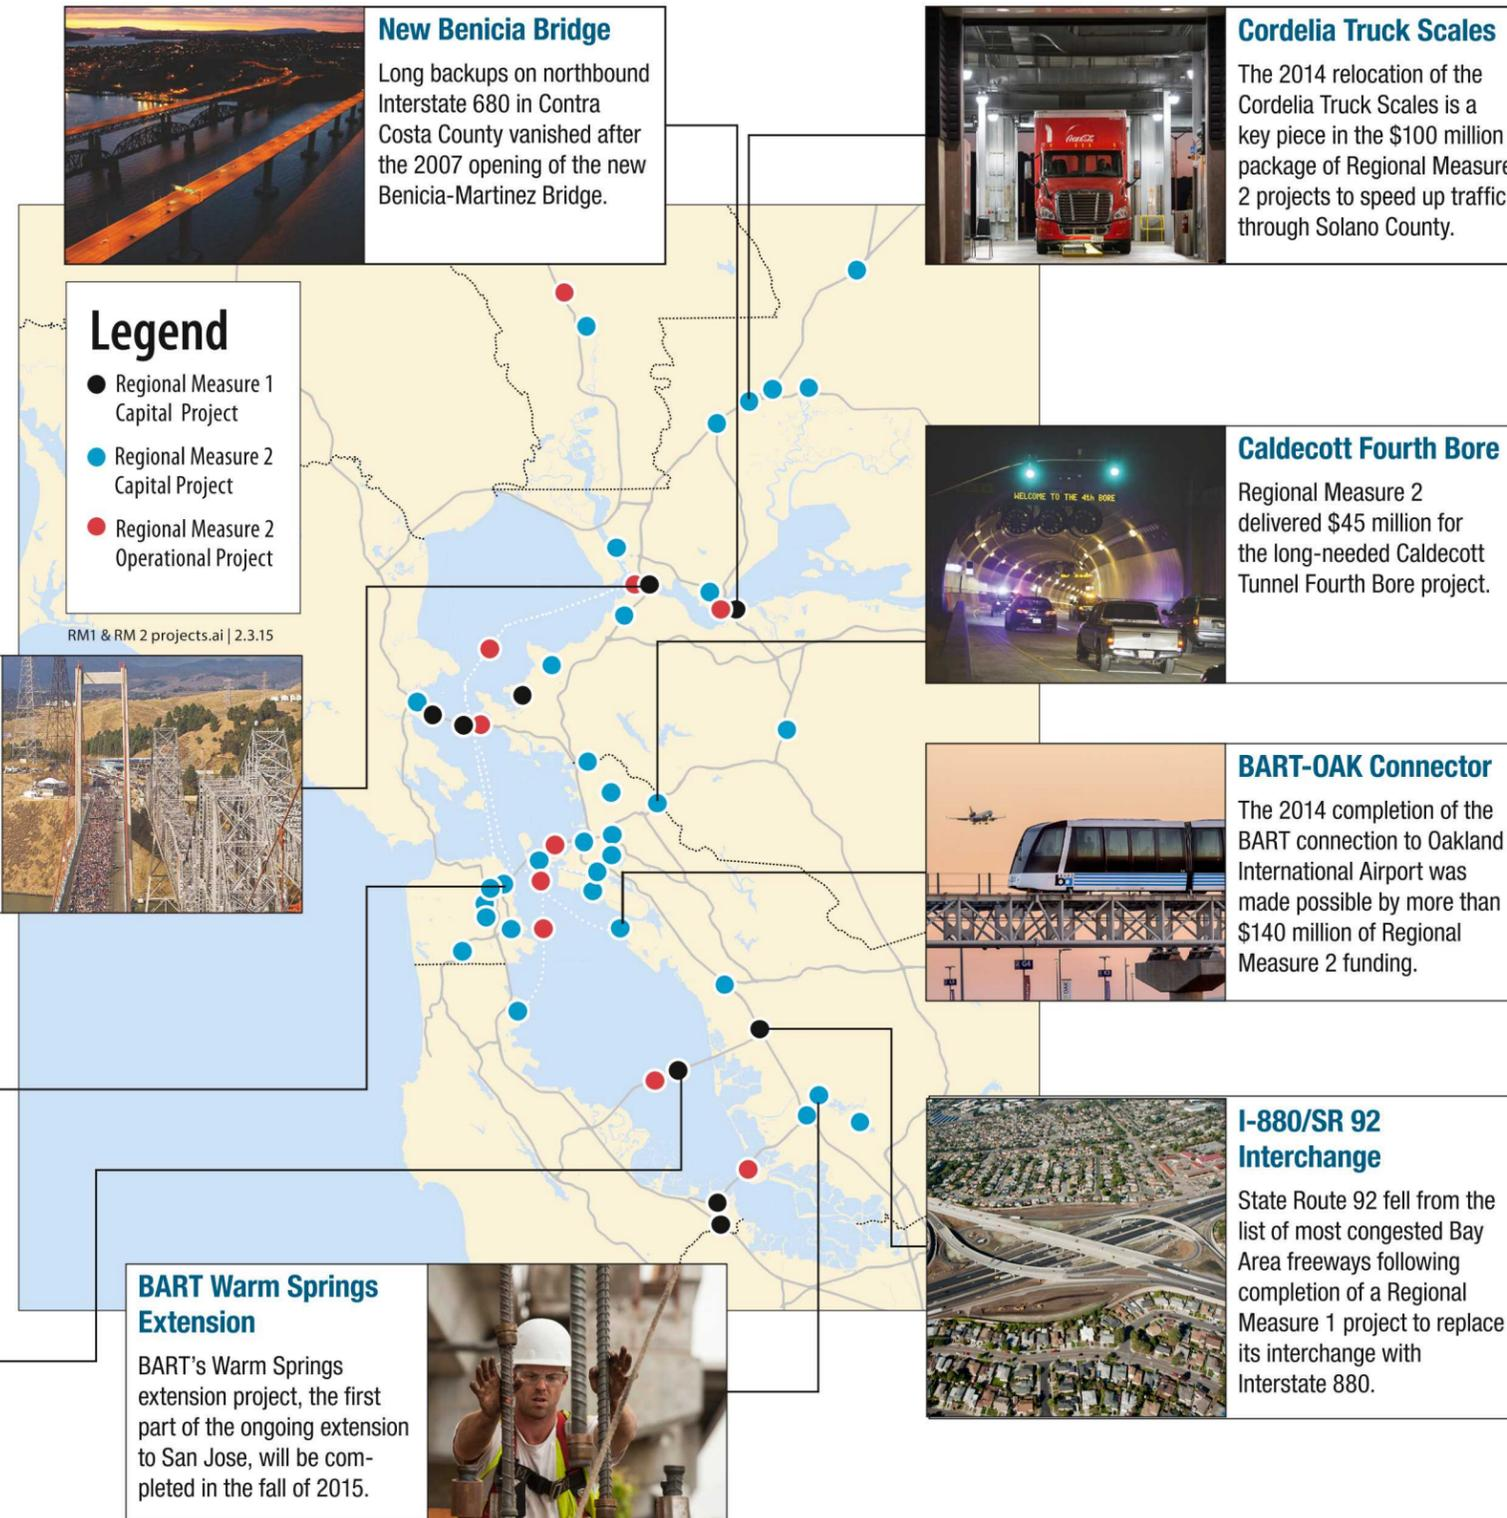 New Benicia Bridge
Long backups on northbound
Interstate 680 in Contra
Costa County vanished after
the 2007 opening of the new
Benicia-Martinez Bridge.
Cordelia Truck Scales
The 2014 relocation of the
Cordelia Truck Scales is a
key piece in the $100 million
package of Regional Measure
2 projects to speed up traffic
through Solano County.
Coca-Cola
Legend
Regional Measure 1
Capital Project
Regional Measure 2
Capital Project
Regional Measure 2
Operational Project
RM1 & RM 2 projects.ai | 2.3.15
WELCOME TO THE 4th BORE
Caldecott Fourth Bore
Regional Measure 2
delivered $45 million for
the long-needed Caldecott
Tunnel Fourth Bore project.
BART-OAK Connector
The 2014 completion of the
BART connection to Oakland
International Airport was
made possible by more than
$140 million of Regional
Measure 2 funding.
I-880/SR 92
Interchange
State Route 92 fell from the
list of most congested Bay
Area freeways following
completion of a Regional
Measure 1 project to replace
its interchange with
Interstate 880.
BART Warm Springs
Extension
BART's Warm Springs
extension project, the first
part of the ongoing extension
to San Jose, will be com-
pleted in the fall of 2015.